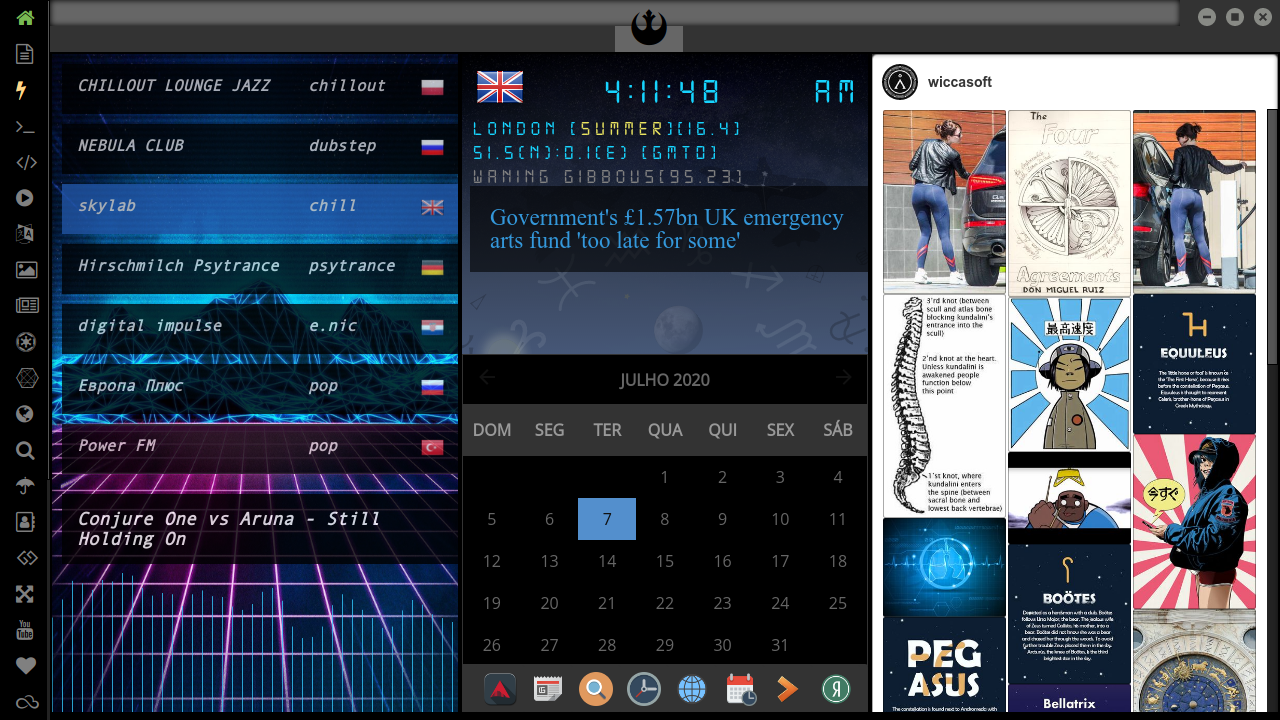 CHILLOUT LOUNGE JAZZ chillout
NEBULA CLUB dubstep
skylab chill
Hirschmilch Psytrance psytrance
digital impulse e.nic
Европа Плюс pop
Power FM pop
Conjure One vs Aruna - Still
Holding On
4:11:48 AM
LONDON (SUMMER)(16.4)
51.5(N):0.1(E) (GMT0)
WANING GIBBOUS(95.23)
Government's £1.57bn UK emergency
arts fund 'too late for some'
JULHO 2020
DOM SEG TER QUA QUI SEX SÁB
1 2 3 4
5 6 7 8 9 10 11
12 13 14 15 16 17 18
19 20 21 22 23 24 25
26 27 28 29 30 31
You
Tube
Я
wiccasoft
The
Four
Agreements
DON MIGUEL RUIZ
3'rd knot (between
scull and atlas bone
blocking kundalini's
entrance into the
scull)
2'nd knot at the heart.
Unless kundalini is
awakened people
function below
this point
1'st knot, where
kundalini enters
the spine (between
sacral bone and
lowest back vertebrae)
最高速度
EQUULEUS
今すぐ
BOÖTES
PEG
ASUS
Bellatrix